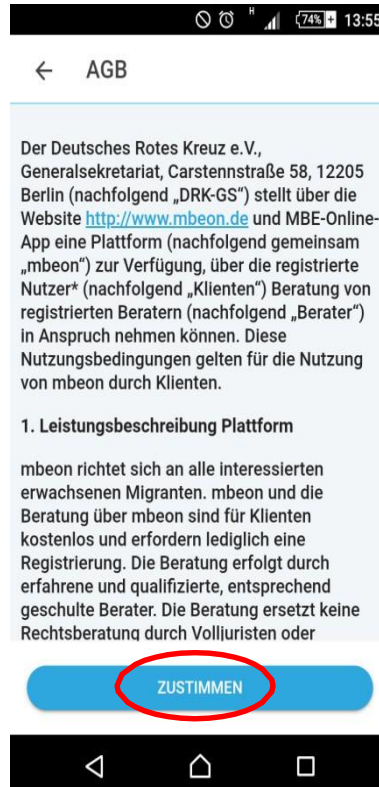 H 74% 13:55
AGB
Der Deutsches Rotes Kreuz e.V.,
Generalsekretariat, Carstennstraße 58, 12205
Berlin (nachfolgend „DRK-GS“) stellt über die
Website http://www.mbeon.de und MBE-Online-
App eine Plattform (nachfolgend gemeinsam
„mbeon“) zur Verfügung, über die registrierte
Nutzer* (nachfolgend „Klienten“) Beratung von
registrierten Beratern (nachfolgend „Berater“)
in Anspruch nehmen können. Diese
Nutzungsbedingungen gelten für die Nutzung
von mbeon durch Klienten.
1. Leistungsbeschreibung Plattform
mbeon richtet sich an alle interessierten
erwachsenen Migranten. mbeon und die
Beratung über mbeon sind für Klienten
kostenlos und erfordern lediglich eine
Registrierung. Die Beratung erfolgt durch
erfahrene und qualifizierte, entsprechend
geschulte Berater. Die Beratung ersetzt keine
Rechtsberatung durch Volljuristen oder
ZUSTIMMEN